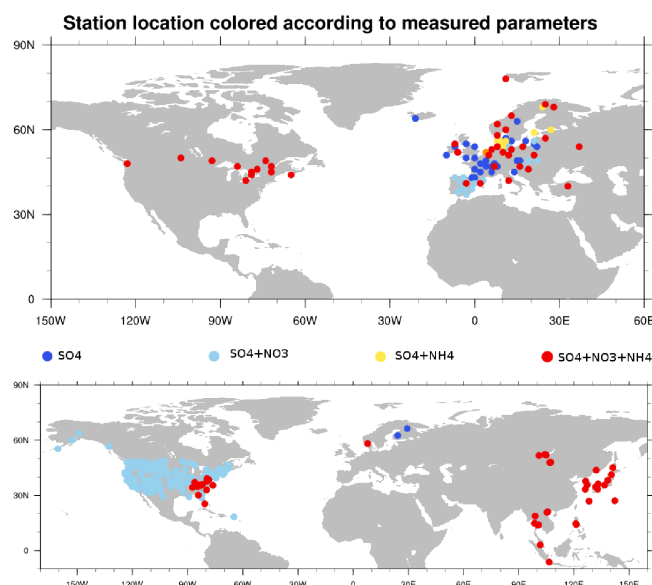 Station location colored according to measured parameters
90N
60N
30N
0
150W 120W 90W 60W 30W 0 30E 60E
SO4 SO4+NO3 SO4+NH4 SO4+NO3+NH4
90N
60N
30N
0
150W 120W 90W 60W 30W 0 30E 60E 90E 120E 150E